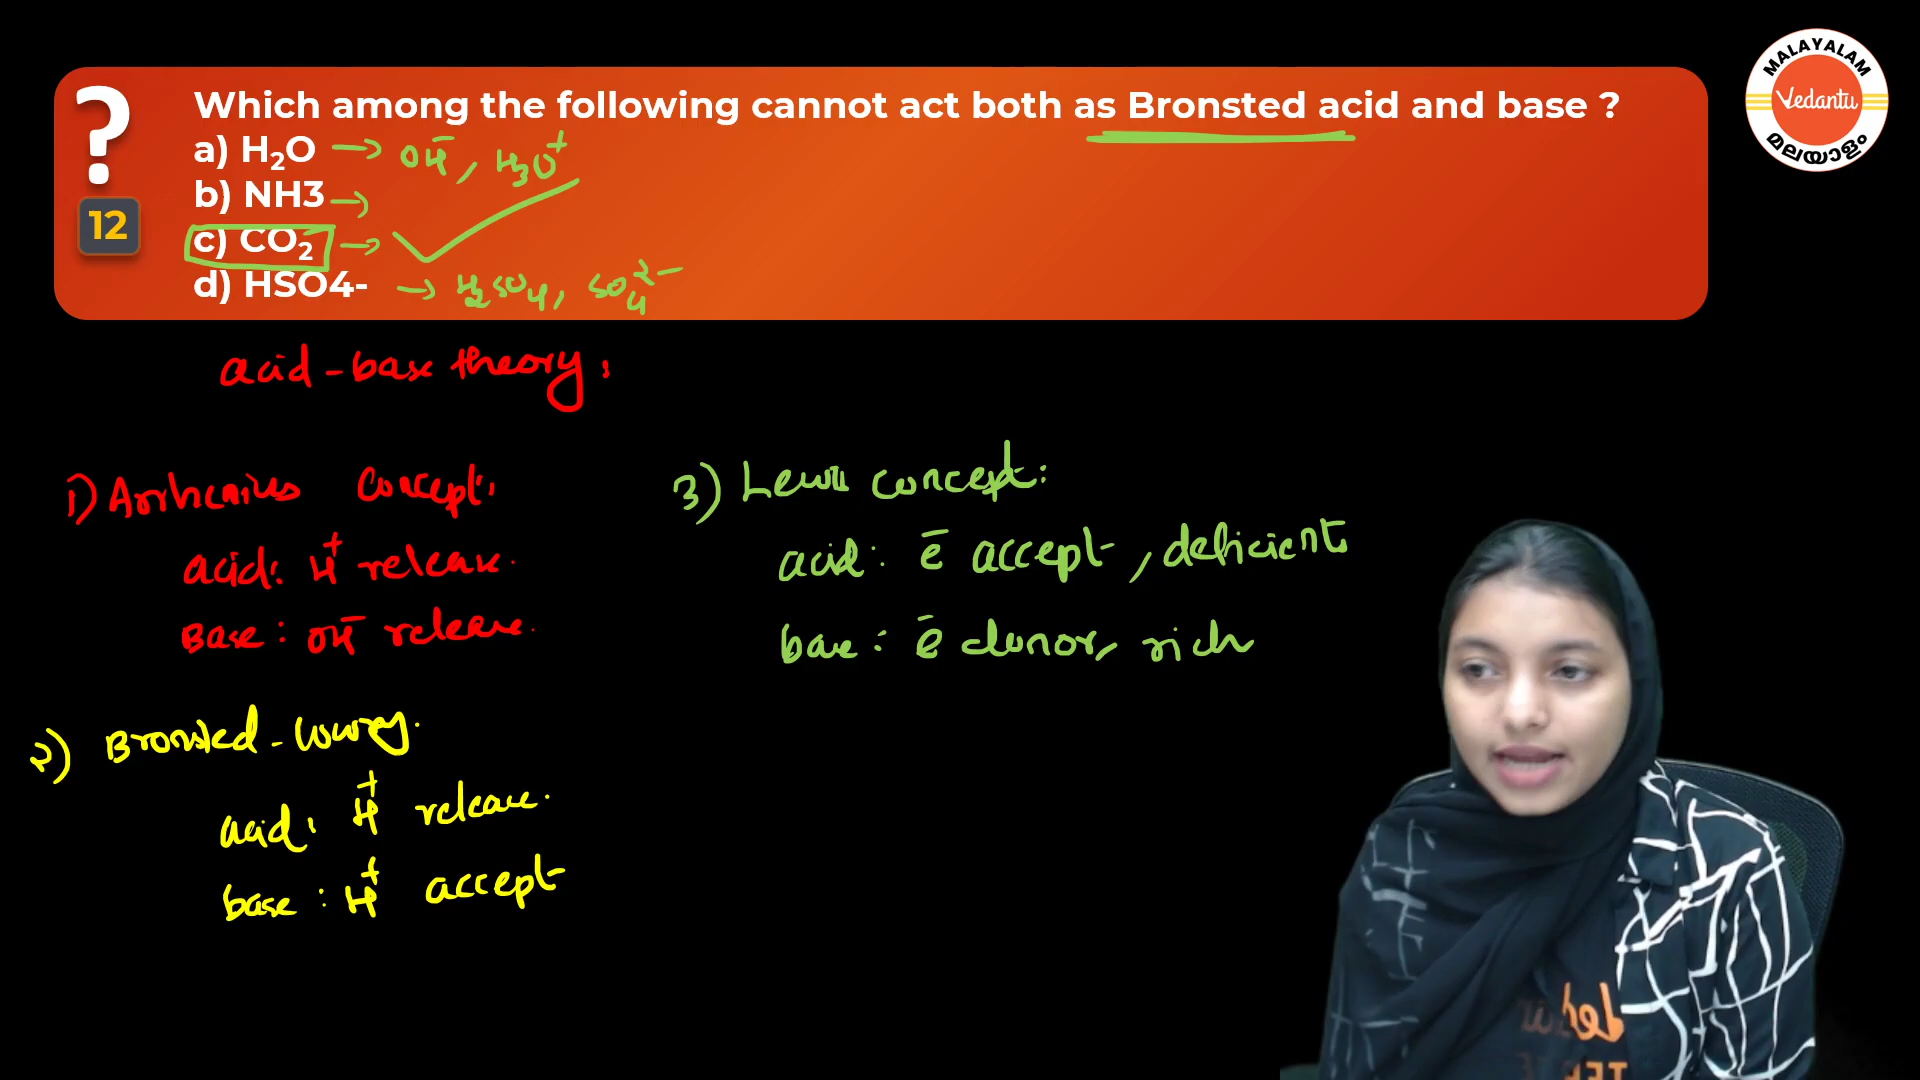 Which among the following cannot act both as Bronsted acid and base ?
a) H₂O → OH⁻, H₃O⁺
b) NH3 →
12
c) CO₂ →
d) HSO4- → H₂SO₄, SO₄²⁻
MALAYALAM
Vedantu
മലയാളം
acid-base theory:
1) Arrhenius concept:
acid: H⁺ release.
Base: OH⁻ release.
2) Bronsted-Lowry.
acid: H⁺ release.
base: H⁺ accept
3) Lewis concept:
acid: e⁻ accept, deficient
base: e⁻ donor, rich